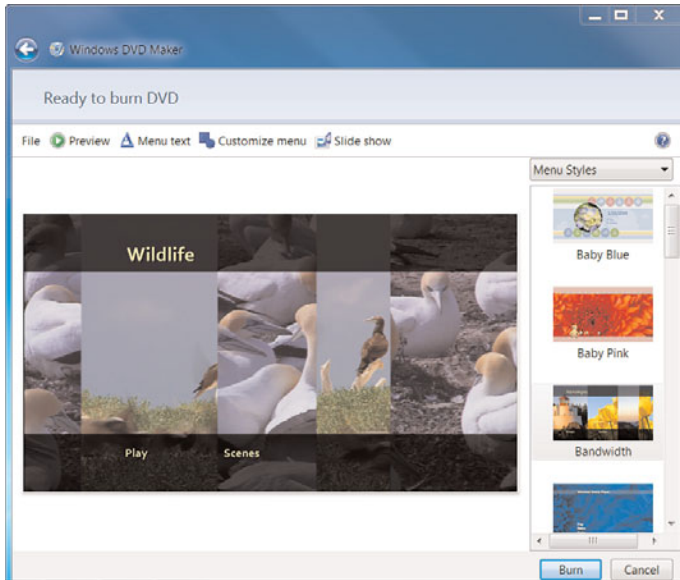 Windows DVD Maker
Ready to burn DVD
File Preview Menu text Customize menu Slide show
Menu Styles
Wildlife
Play Scenes
Baby Blue
Baby Pink
Bandwidth
Burn Cancel